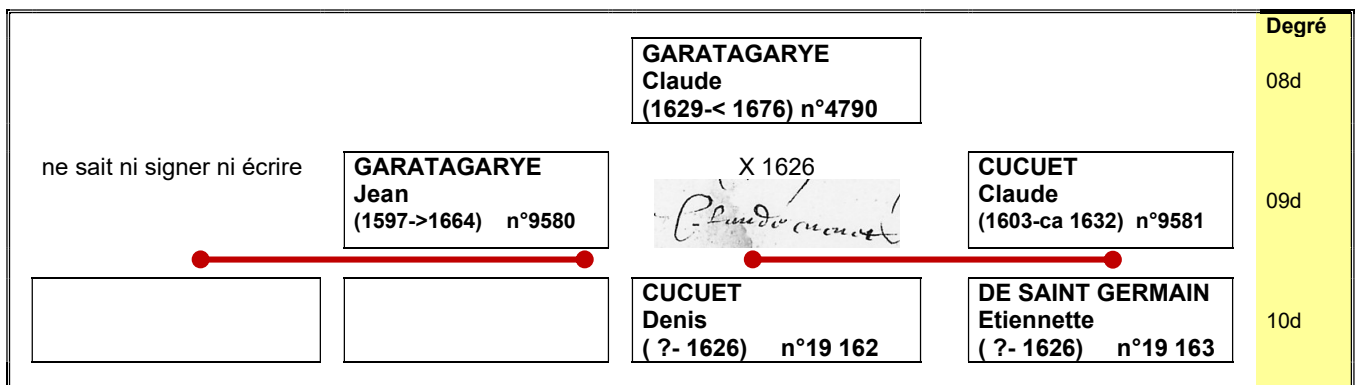 Degré
GARATAGARYE
Claude
(1629-< 1676) n°4790
08d
ne sait ni signer ni écrire
GARATAGARYE
Jean
(1597->1664) n°9580
X 1626
Claude cucuet
CUCUET
Claude
(1603-ca 1632) n°9581
09d
CUCUET
Denis
( ?- 1626) n°19 162
DE SAINT GERMAIN
Etiennette
( ?- 1626) n°19 163
10d